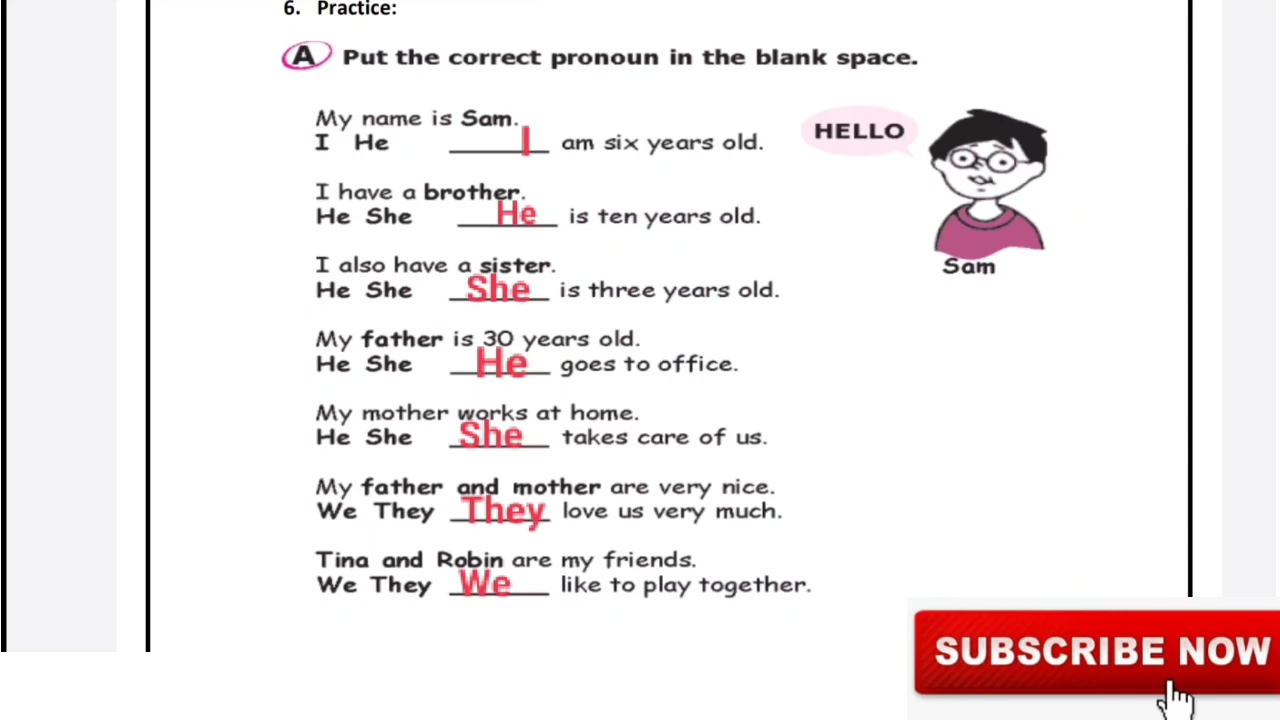 6. Practice:
A Put the correct pronoun in the blank space.
My name is Sam.
I He I am six years old.
I have a brother.
He She He is ten years old.
I also have a sister.
He She She is three years old.
My father is 30 years old.
He She He goes to office.
My mother works at home.
He She She takes care of us.
My father and mother are very nice.
We They They love us very much.
Tina and Robin are my friends.
We They We like to play together.
HELLO
Sam
SUBSCRIBE NOW